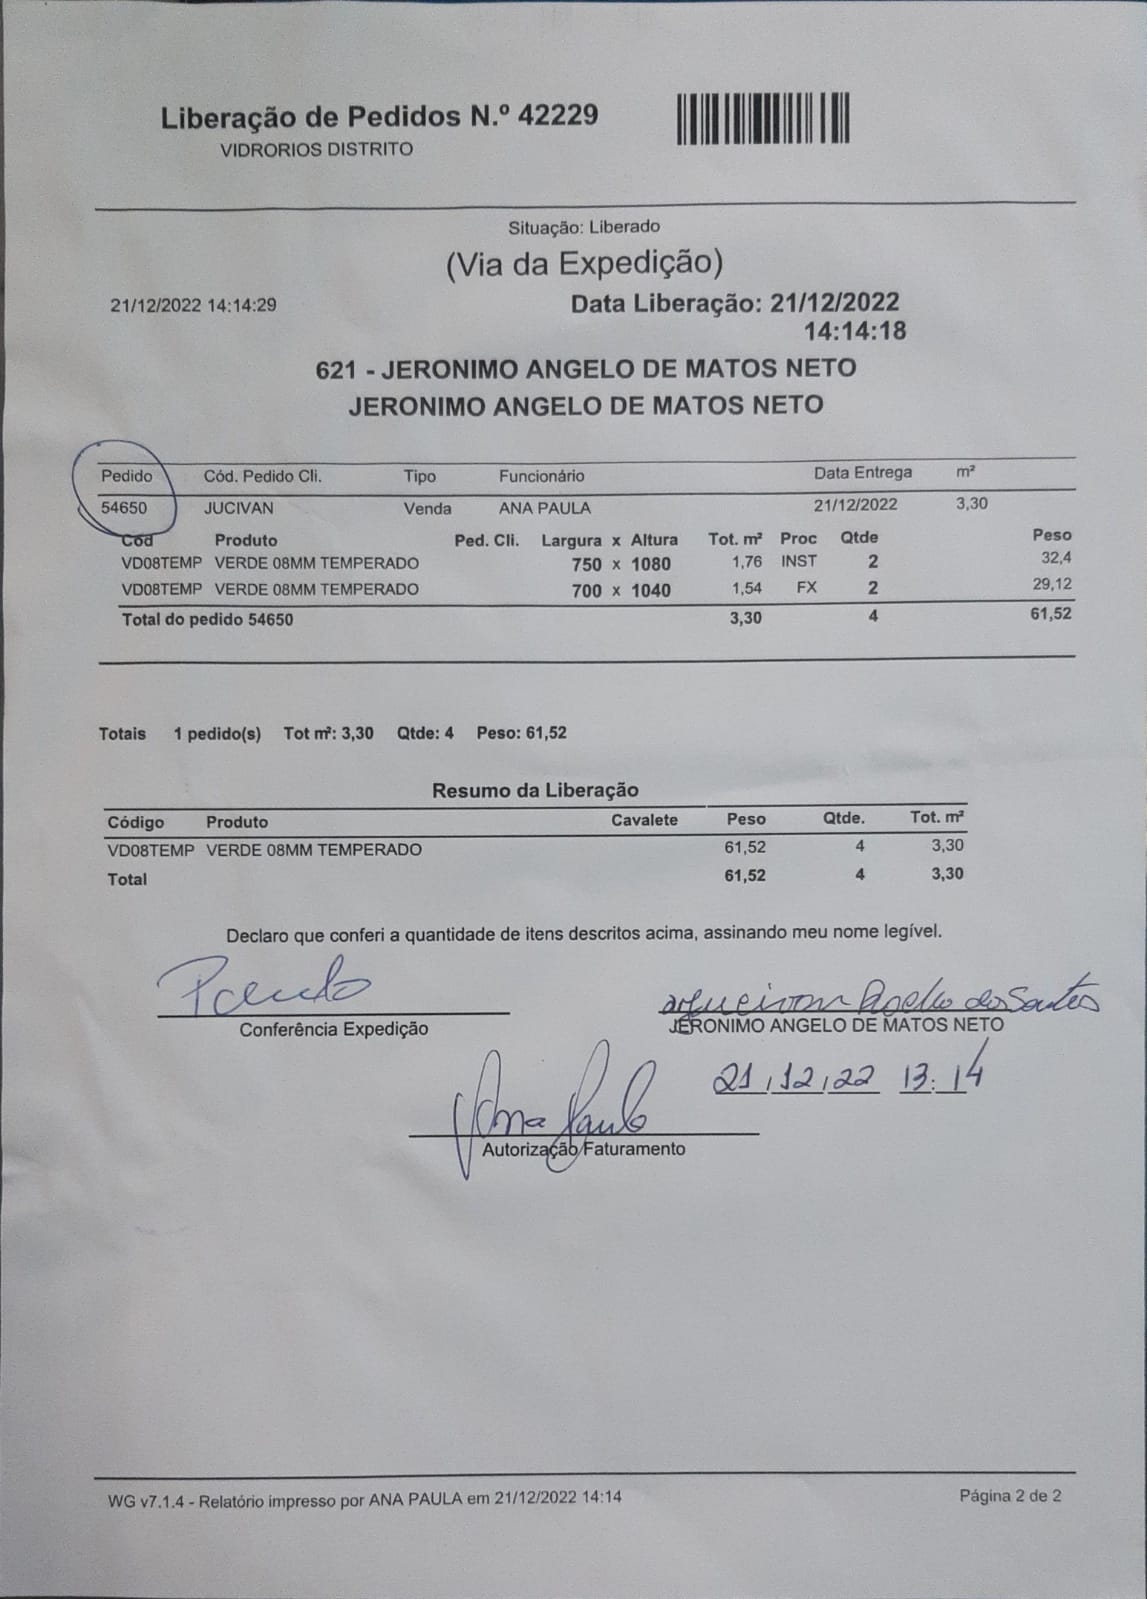 Liberação de Pedidos N.º 42229
VIDRORIOS DISTRITO
Situação: Liberado
(Via da Expedição)
21/12/2022 14:14:29 Data Liberação: 21/12/2022
14:14:18
621 - JERONIMO ANGELO DE MATOS NETO
JERONIMO ANGELO DE MATOS NETO
Pedido Cód. Pedido Cli. Tipo Funcionário Data Entrega m²
54650 JUCIVAN Venda ANA PAULA 21/12/2022 3,30
Cód Produto Ped. Cli. Largura x Altura Tot. m² Proc Qtde Peso
VD08TEMP VERDE 08MM TEMPERADO 750 x 1080 1,76 INST 2 32,4
VD08TEMP VERDE 08MM TEMPERADO 700 x 1040 1,54 FX 2 29,12
Total do pedido 54650 3,30 4 61,52
Totais 1 pedido(s) Tot m²: 3,30 Qtde: 4 Peso: 61,52
Resumo da Liberação
Código Produto Cavalete Peso Qtde. Tot. m²
VD08TEMP VERDE 08MM TEMPERADO 61,52 4 3,30
Total 61,52 4 3,30
Declaro que conferi a quantidade de itens descritos acima, assinando meu nome legível.
dos Santos
Conferência Expedição JERONIMO ANGELO DE MATOS NETO
21/12/22 13:14
Ana Paula
Autorização/Faturamento
WG v7.1.4 - Relatório impresso por ANA PAULA em 21/12/2022 14:14 Página 2 de 2